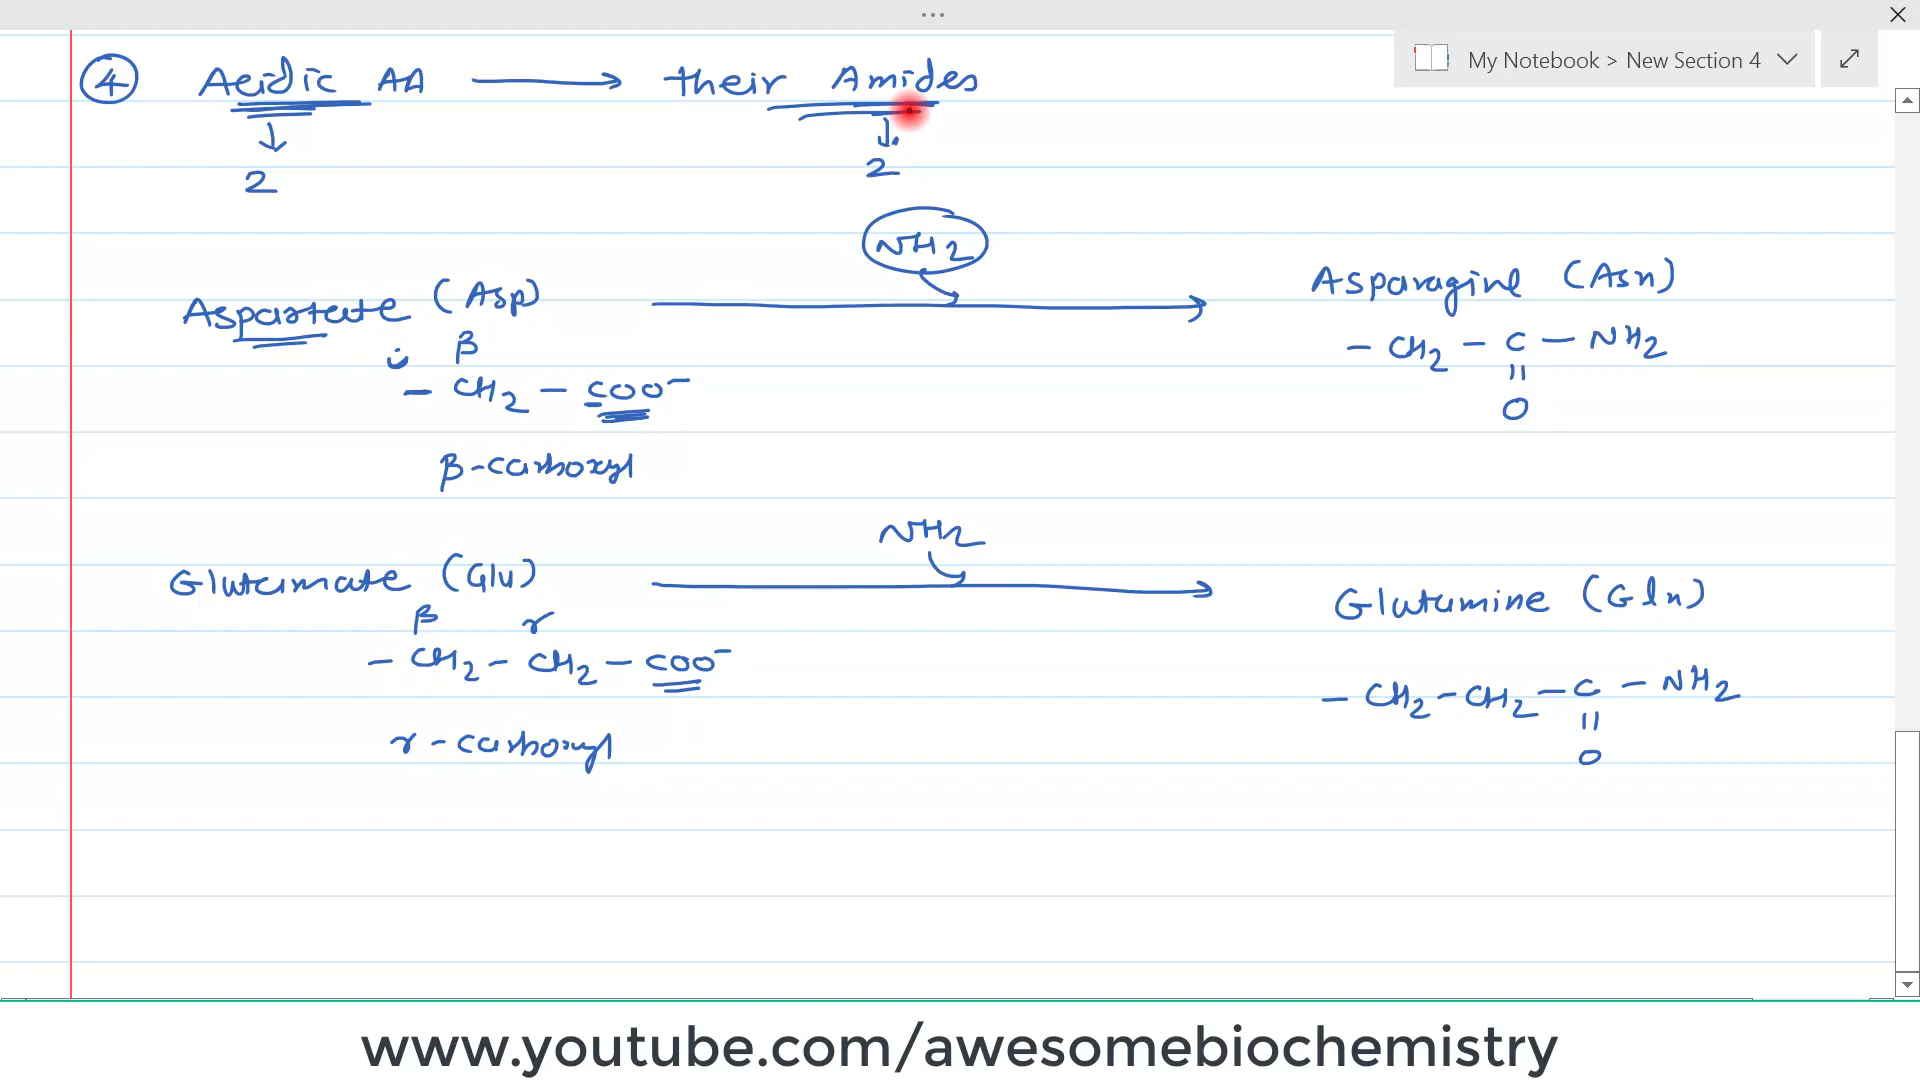 My Notebook > New Section 4
④ Acidic AA ⟶ their Amides
↓ ↓
2 2
NH2
Aspartate (Asp) ⟶ Asparagine (Asn)
β
- CH2 - COO⁻
- CH2 - C - NH2
||
O
β-carboxyl
NH2
Glutamate (Glu) ⟶ Glutamine (Gln)
β γ
- CH2 - CH2 - COO⁻
- CH2 - CH2 - C - NH2
||
O
γ - carboxyl
www.youtube.com/awesomebiochemistry